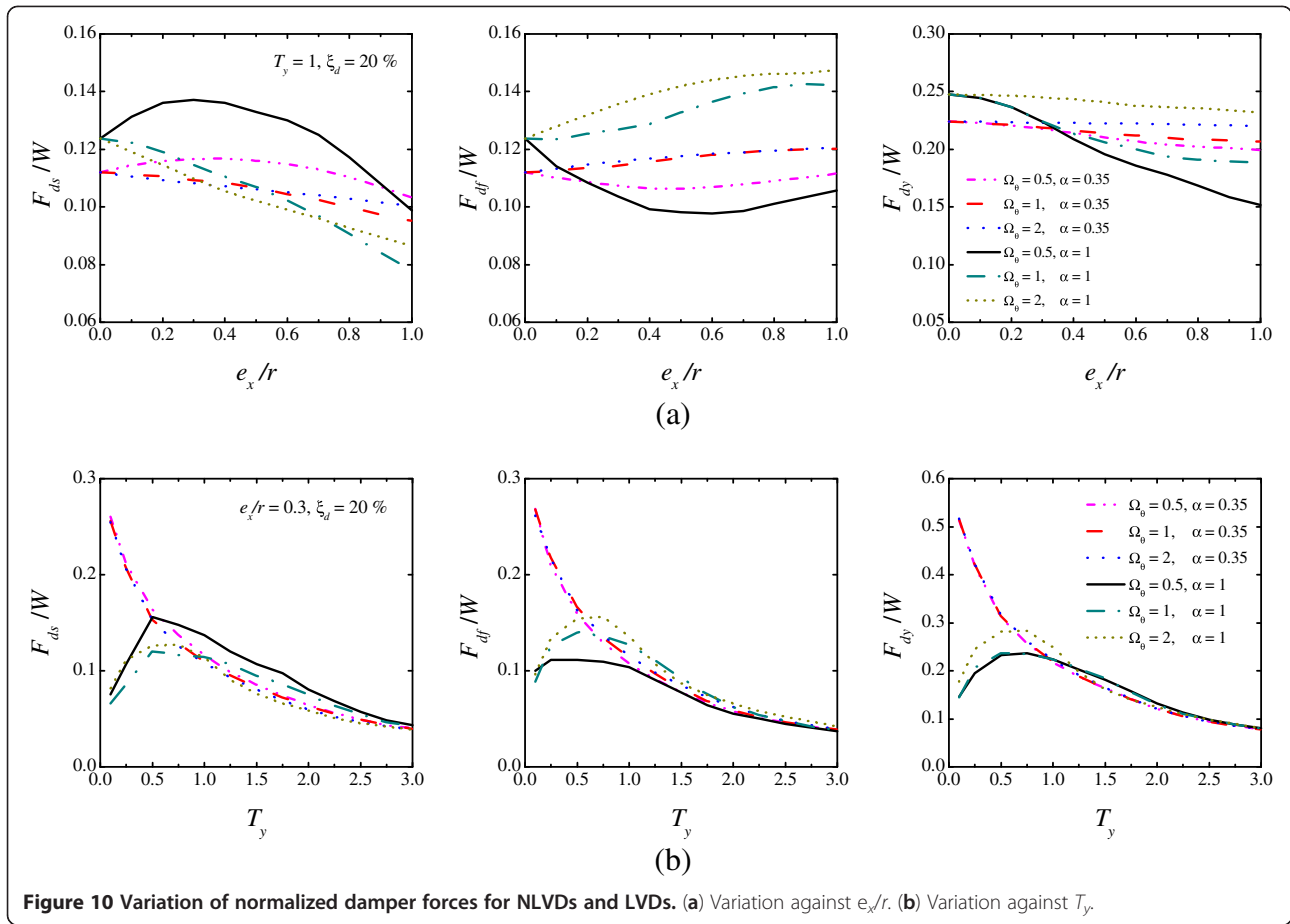 0.16
0.14
0.12
0.10
0.08
0.06
F_ds /W
T_y = 1, ξ_d = 20 %
0.0 0.2 0.4 0.6 0.8 1.0
e_x /r
0.16
0.14
0.12
0.10
0.08
0.06
F_df /W
0.0 0.2 0.4 0.6 0.8 1.0
e_x /r
0.30
0.25
0.20
0.15
0.10
0.05
F_dy /W
Ω_θ = 0.5, α = 0.35
Ω_θ = 1, α = 0.35
Ω_θ = 2, α = 0.35
Ω_θ = 0.5, α = 1
Ω_θ = 1, α = 1
Ω_θ = 2, α = 1
0.0 0.2 0.4 0.6 0.8 1.0
e_x /r
(a)
0.3
0.2
0.1
0.0
F_ds /W
e_x/r = 0.3, ξ_d = 20 %
0.0 0.5 1.0 1.5 2.0 2.5 3.0
T_y
0.3
0.2
0.1
0.0
F_df /W
0.0 0.5 1.0 1.5 2.0 2.5 3.0
T_y
0.6
0.5
0.4
0.3
0.2
0.1
0.0
F_dy /W
Ω_θ = 0.5, α = 0.35
Ω_θ = 1, α = 0.35
Ω_θ = 2, α = 0.35
Ω_θ = 0.5, α = 1
Ω_θ = 1, α = 1
Ω_θ = 2, α = 1
0.0 0.5 1.0 1.5 2.0 2.5 3.0
T_y
(b)
Figure 10 Variation of normalized damper forces for NLVDs and LVDs. (a) Variation against e_x/r. (b) Variation against T_y.